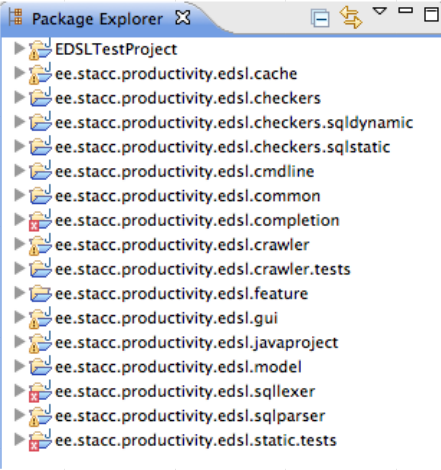 Package Explorer
EDSLTestProject
ee.stacc.productivity.edsl.cache
ee.stacc.productivity.edsl.checkers
ee.stacc.productivity.edsl.checkers.sqldynamic
ee.stacc.productivity.edsl.checkers.sqlstatic
ee.stacc.productivity.edsl.cmdline
ee.stacc.productivity.edsl.common
ee.stacc.productivity.edsl.completion
ee.stacc.productivity.edsl.crawler
ee.stacc.productivity.edsl.crawler.tests
ee.stacc.productivity.edsl.feature
ee.stacc.productivity.edsl.gui
ee.stacc.productivity.edsl.javaproject
ee.stacc.productivity.edsl.model
ee.stacc.productivity.edsl.sqllexer
ee.stacc.productivity.edsl.sqlparser
ee.stacc.productivity.edsl.static.tests